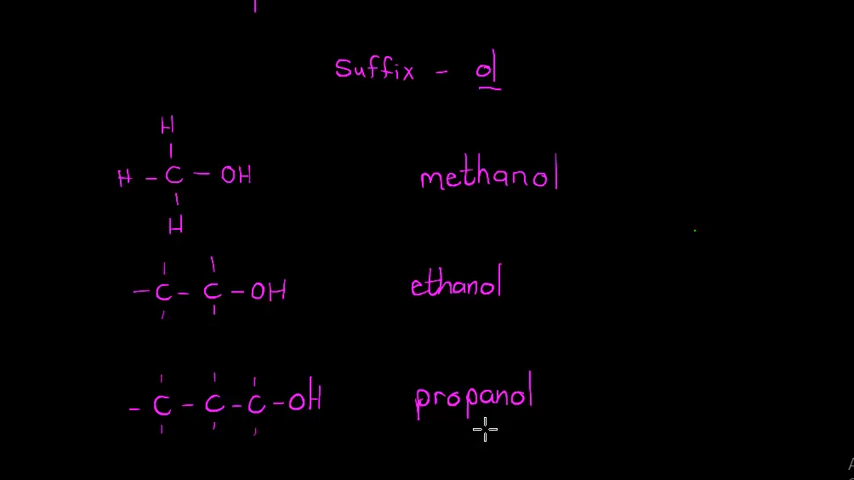 Suffix - ol
H
H - C - OH methanol
H
- C - C - OH ethanol
- C - C - C - OH propanol